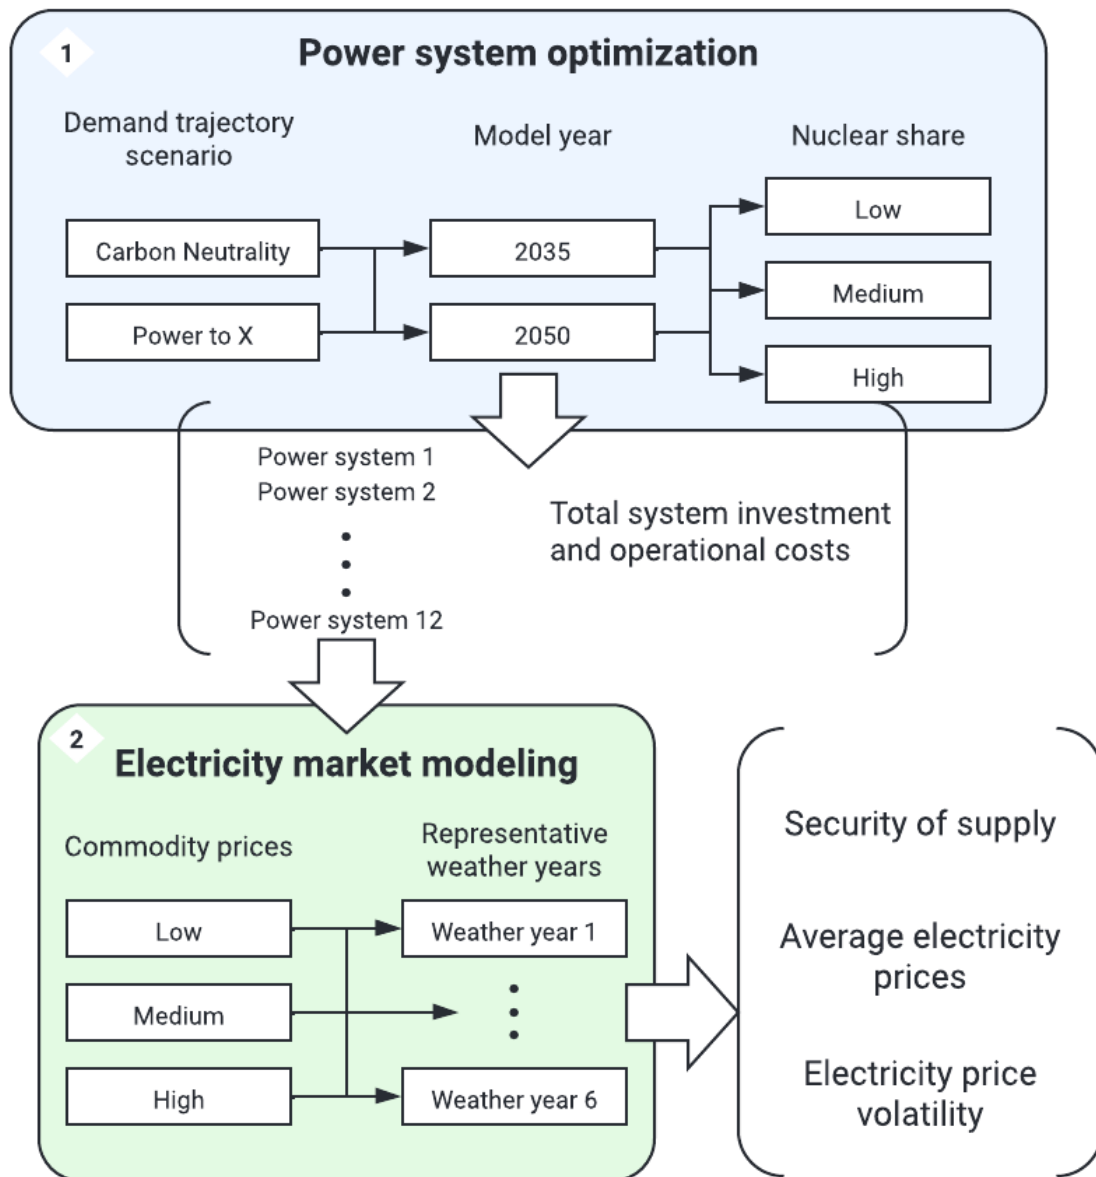 1
Power system optimization
Demand trajectory
scenario
Model year
Nuclear share
Carbon Neutrality
Power to X
2035
2050
Low
Medium
High
Power system 1
Power system 2
Power system 12
Total system investment
and operational costs
2
Electricity market modeling
Commodity prices
Representative
weather years
Low
Medium
High
Weather year 1
Weather year 6
Security of supply
Average electricity
prices
Electricity price
volatility